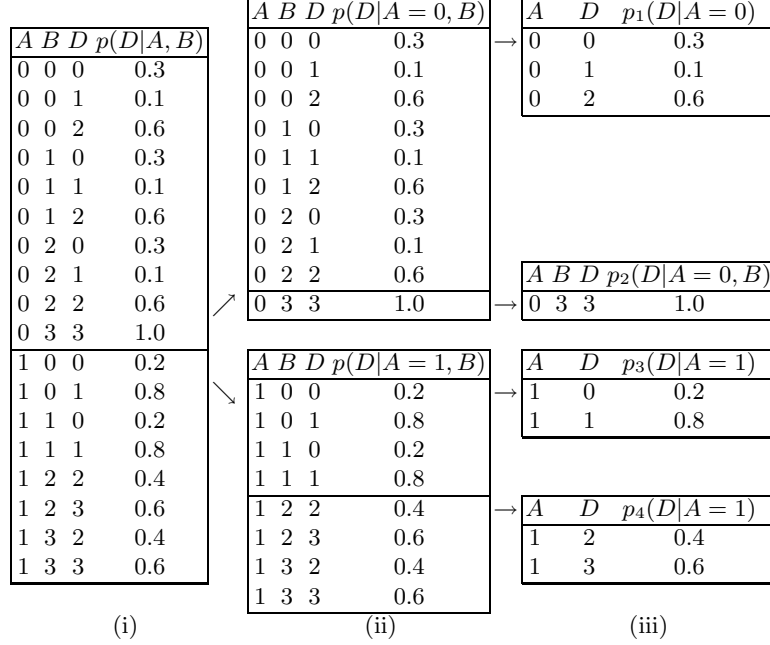 A B D p(D|A, B)
0 0 0 0.3
0 0 1 0.1
0 0 2 0.6
0 1 0 0.3
0 1 1 0.1
0 1 2 0.6
0 2 0 0.3
0 2 1 0.1
0 2 2 0.6
0 3 3 1.0
1 0 0 0.2
1 0 1 0.8
1 1 0 0.2
1 1 1 0.8
1 2 2 0.4
1 2 3 0.6
1 3 2 0.4
1 3 3 0.6
(i)
A B D p(D|A = 0, B)
0 0 0 0.3
0 0 1 0.1
0 0 2 0.6
0 1 0 0.3
0 1 1 0.1
0 1 2 0.6
0 2 0 0.3
0 2 1 0.1
0 2 2 0.6
0 3 3 1.0
A B D p(D|A = 1, B)
1 0 0 0.2
1 0 1 0.8
1 1 0 0.2
1 1 1 0.8
1 2 2 0.4
1 2 3 0.6
1 3 2 0.4
1 3 3 0.6
(ii)
A D p₁(D|A = 0)
0 0 0.3
0 1 0.1
0 2 0.6
A B D p₂(D|A = 0, B)
0 3 3 1.0
A D p₃(D|A = 1)
1 0 0.2
1 1 0.8
A D p₄(D|A = 1)
1 2 0.4
1 3 0.6
(iii)